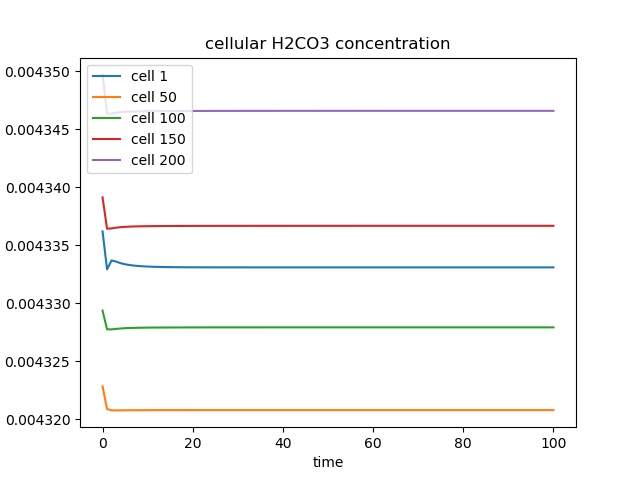 cellular H2CO3 concentration
0.004350
0.004345
0.004340
0.004335
0.004330
0.004325
0.004320
cell 1
cell 50
cell 100
cell 150
cell 200
0 20 40 60 80 100
time